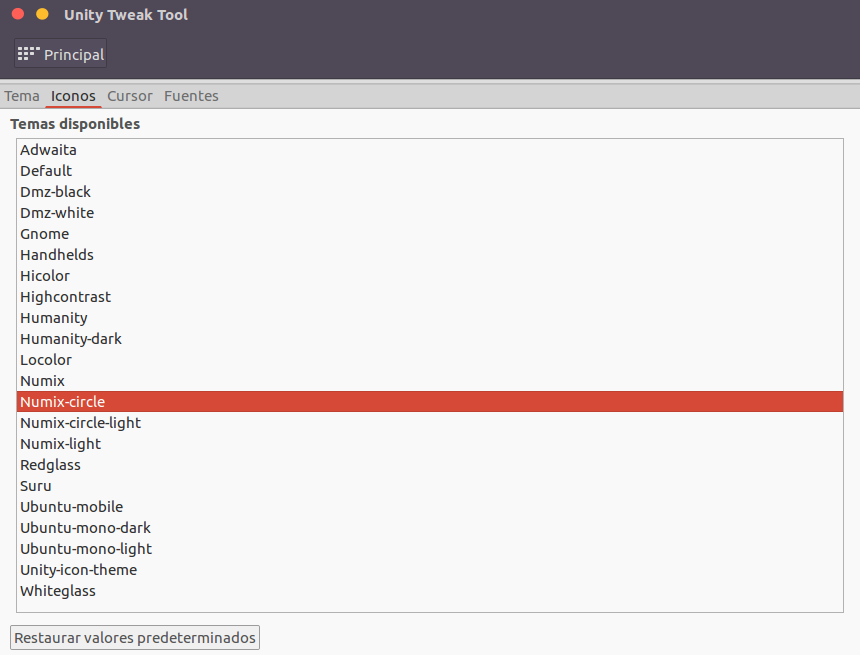 Unity Tweak Tool
Principal
Tema Iconos Cursor Fuentes
Temas disponibles
Adwaita
Default
Dmz-black
Dmz-white
Gnome
Handhelds
Hicolor
Highcontrast
Humanity
Humanity-dark
Locolor
Numix
Numix-circle
Numix-circle-light
Numix-light
Redglass
Suru
Ubuntu-mobile
Ubuntu-mono-dark
Ubuntu-mono-light
Unity-icon-theme
Whiteglass
Restaurar valores predeterminados